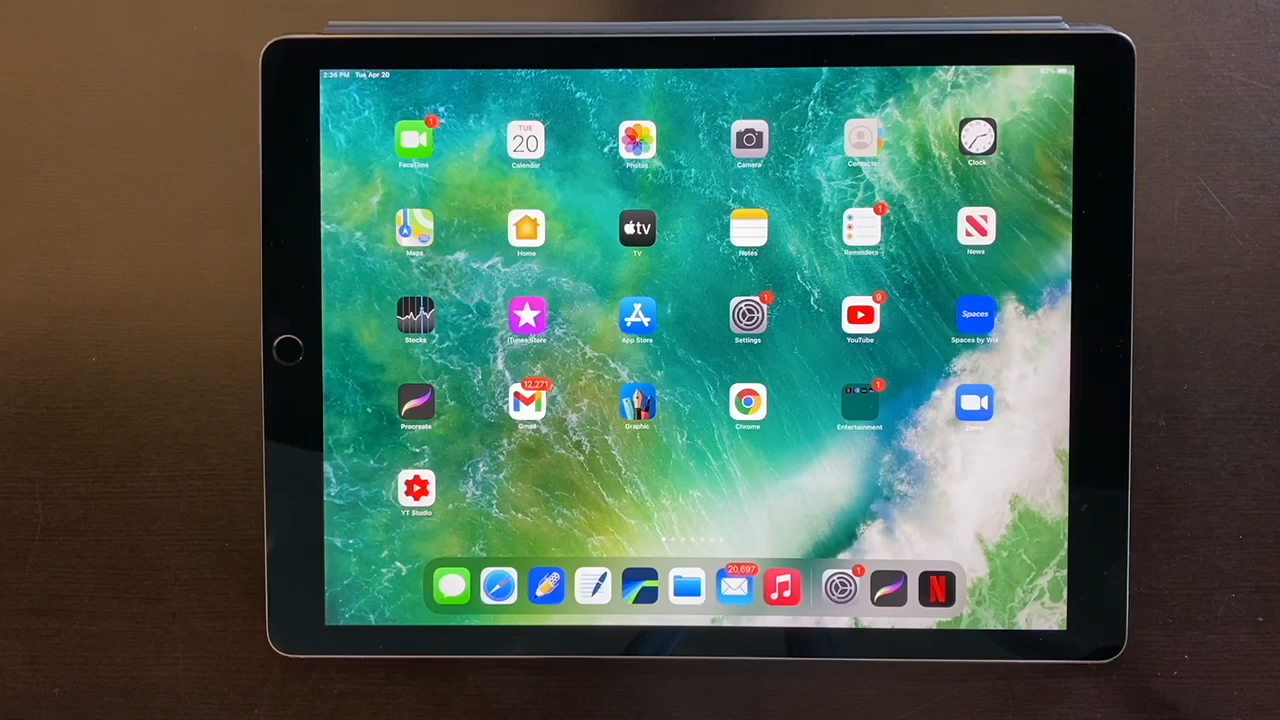 2:36 PM Tue Apr 20
1
TUE
20
FaceTime Calendar Photos Camera Contacts Clock
tv
1
Maps Home TV Notes Reminders News
1
9
Spaces
Stocks iTunes Store App Store Settings YouTube Spaces by Wix
12,271
1
Procreate Gmail Graphic Chrome Entertainment Zoom
YT Studio
20,697
1
N